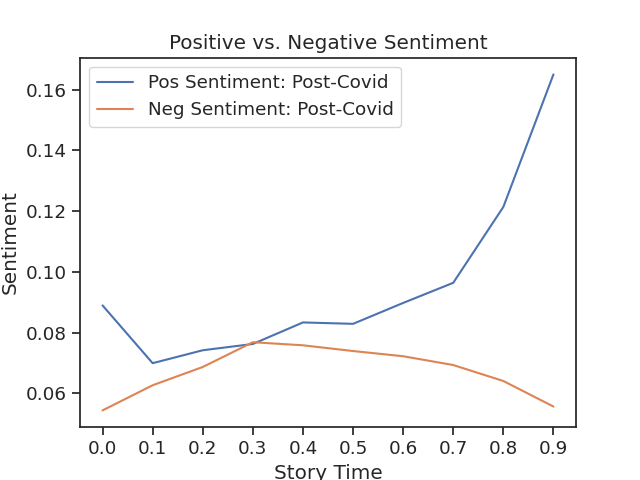 Positive vs. Negative Sentiment
Pos Sentiment: Post-Covid
Neg Sentiment: Post-Covid
Sentiment
0.16
0.14
0.12
0.10
0.08
0.06
0.0 0.1 0.2 0.3 0.4 0.5 0.6 0.7 0.8 0.9
Story Time